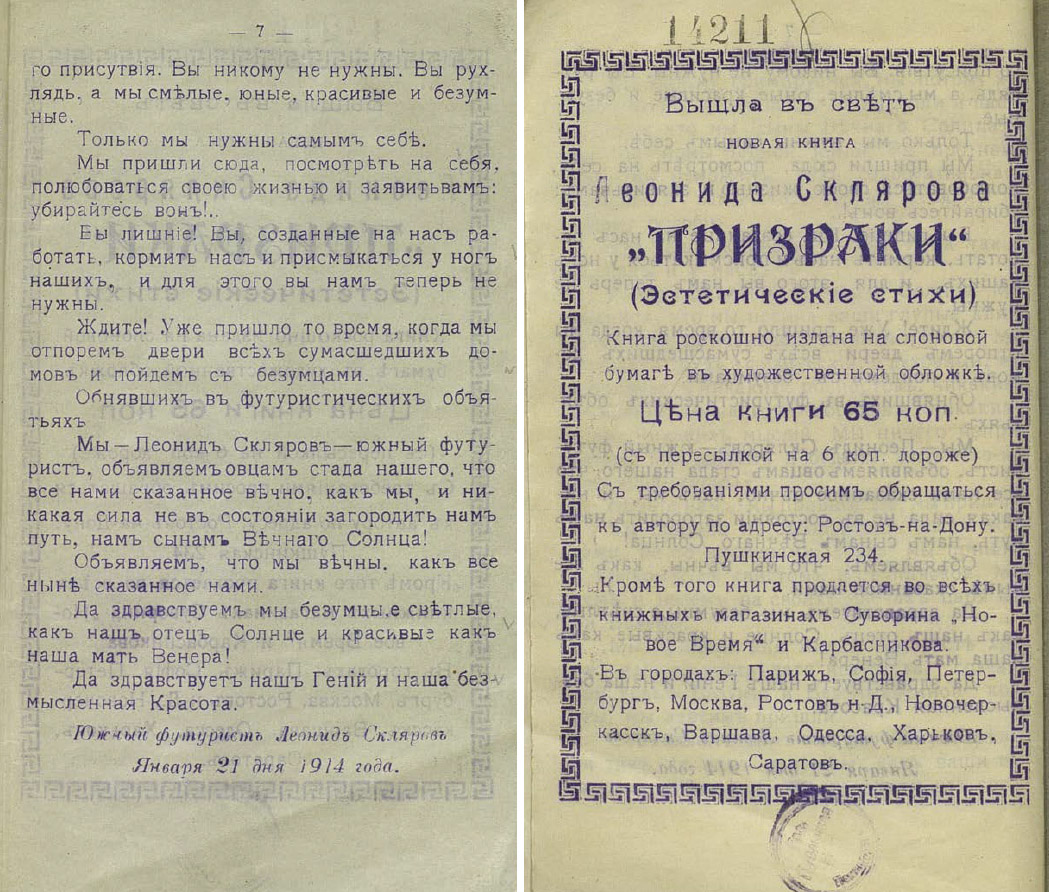 — 7 —
го присутвія. Вы никому не нужны. Вы рух-
лядь, а мы смѣлые, юные, красивые и безум-
ные.
Только мы нужны самымъ себѣ.
Мы пришли сюда, посмотрѣть на себя,
полюбоваться своею жизнью и заявитьвамъ:
убирайтесь вонъ!..
Вы лишніе! Вы, созданные на насъ ра-
ботать, кормить насъ и присмыкаться у ногъ
нашихъ, и для этого вы намъ теперь не
нужны.
Ждите! Уже пришло то время, когда мы
отпоремъ двери всѣхъ сумасшедшихъ до-
мовъ и пойдемъ съ безумцами.
Обнявшихъ въ футуристическихъ объя-
тьяхъ
Мы—Леонидъ Скляровъ—южный футу-
ристъ, объявляемъ овцамъ стада нашего, что
все нами сказанное вѣчно, какъ мы, и ни-
какая сила не въ состояніи загородить намъ
путь, намъ сынамъ Вѣчнаго Солнца!
Объявляемъ, что мы вѣчны, какъ все
нынѣ сказанное нами.
Да здравствуемъ мы безумцы.е свѣтлые,
какъ нашъ отецъ Солнце и красивые какъ
наша мать Венера!
Да здравствуетъ нашъ Геній и наша без-
мысленная Красота.
Южный футуристъ Леонидъ Скляровъ
Января 21 дня 1914 года.
14211
Вышла въ свѣтъ
НОВАЯ КНИГА
Леонида Склярова
„ПРИЗРАКИ“
(Эстетическіе стихи)
Книга роскошно издана на слоновой
бумагѣ въ художественной обложкѣ.
Цѣна книги 65 коп.
(съ пересылкой на 6 коп. дороже)
Съ требованіями просимъ обращаться
къ автору по адресу: Ростовъ-на-Дону.
Пушкинская 234.
Кромѣ того книга продается во всѣхъ
книжныхъ магазинахъ Суворина „Но-
вое Время“ и Карбасникова.
Въ городахъ: Парижъ, Софія, Петер-
бургъ, Москва, Ростовъ н-Д., Новочер-
касскъ, Варшава, Одесса, Харьковъ,
Саратовъ.